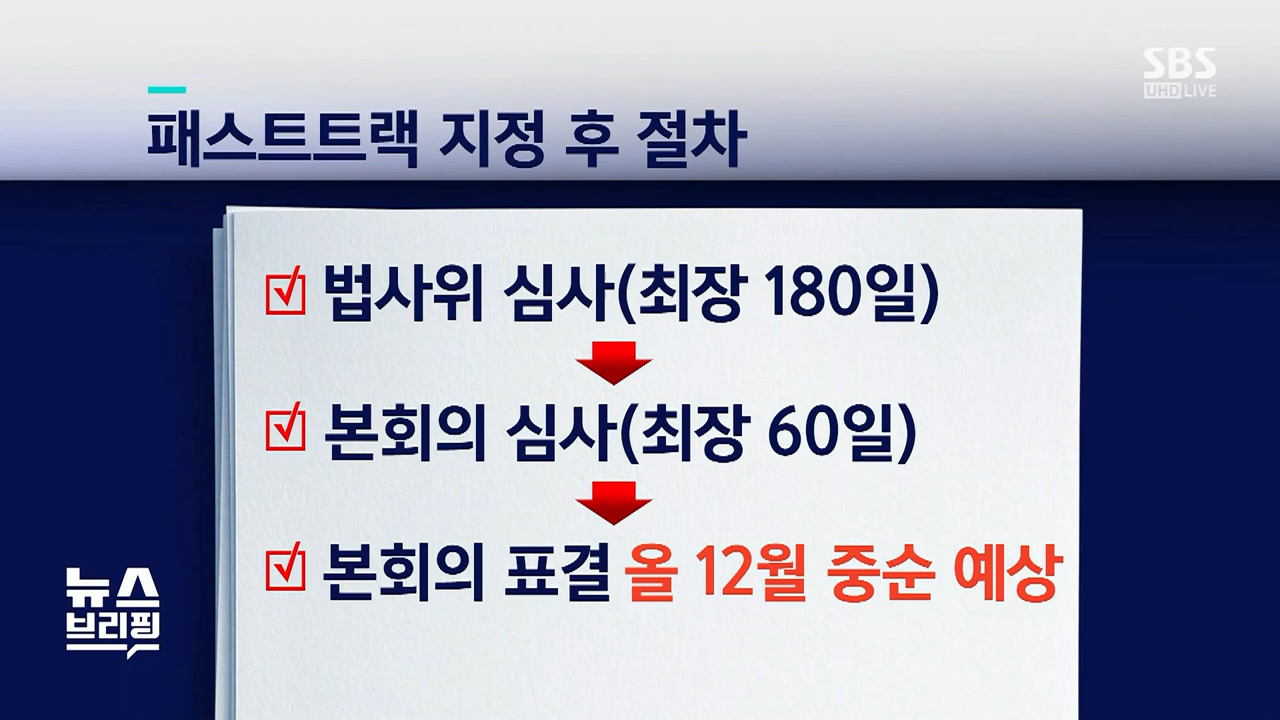 SBS
UHD LIVE
패스트트랙 지정 후 절차
법사위 심사(최장 180일)
본회의 심사(최장 60일)
본회의 표결 올 12월 중순 예상
뉴스
브리핑